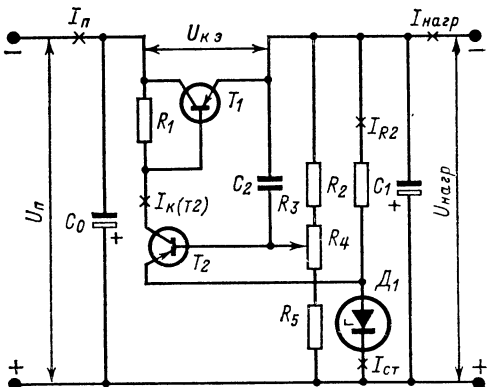 Iп
Uкэ
Iнагр
−
−
T₁
R₁
IR2
Uп
C₀
+
Iк(T2)
C₂
R₃
R₂
C₁
+
Uнагр
T₂
R₄
Д₁
R₅
Г
Iст
+
+